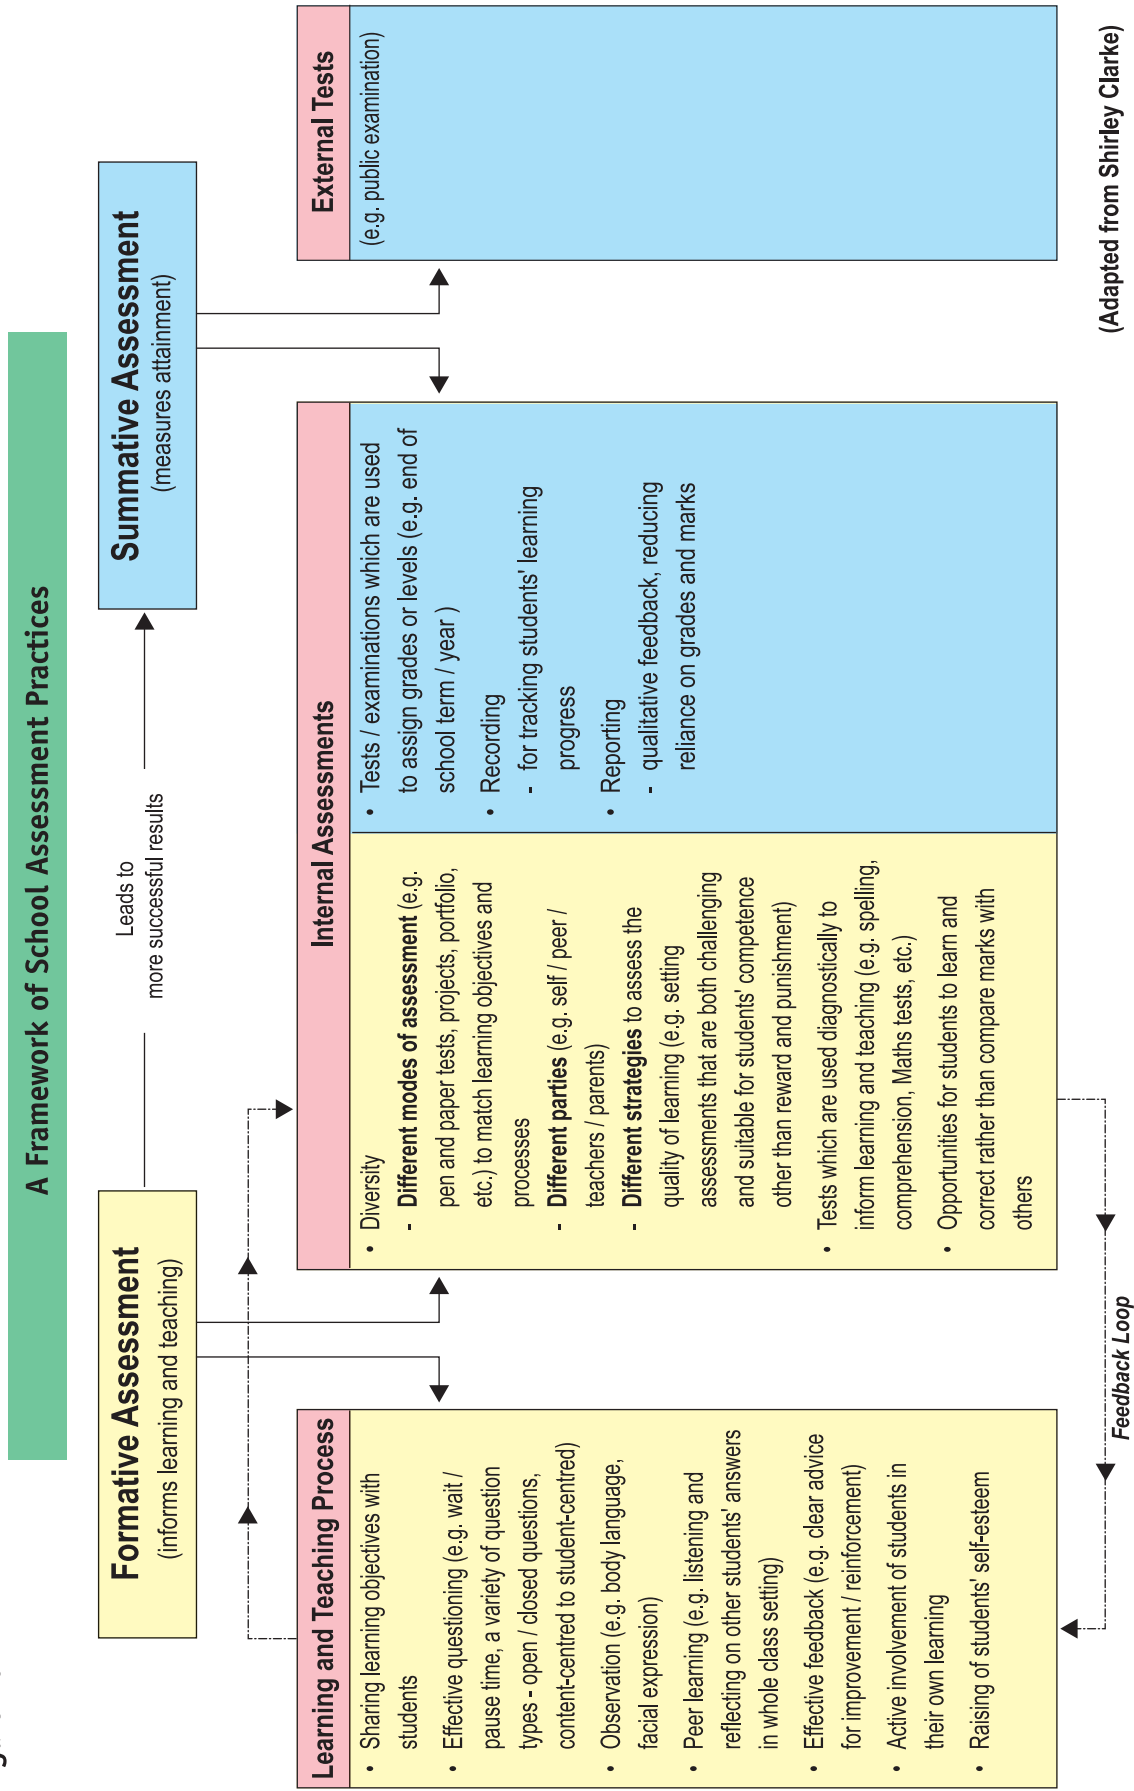 A Framework of School Assessment Practices
Formative Assessment
(informs learning and teaching)
Leads to
more successful results
Summative Assessment
(measures attainment)
Learning and Teaching Process
• Sharing learning objectives with
students
• Effective questioning (e.g. wait /
pause time, a variety of question
types - open / closed questions,
content-centred to student-centred)
• Observation (e.g. body language,
facial expression)
• Peer learning (e.g. listening and
reflecting on other students' answers
in whole class setting)
• Effective feedback (e.g. clear advice
for improvement / reinforcement)
• Active involvement of students in
their own learning
• Raising of students' self-esteem
Internal Assessments
• Diversity
- Different modes of assessment (e.g.
pen and paper tests, projects, portfolio,
etc.) to match learning objectives and
processes
- Different parties (e.g. self / peer /
teachers / parents)
- Different strategies to assess the
quality of learning (e.g. setting
assessments that are both challenging
and suitable for students' competence
other than reward and punishment)
• Tests which are used diagnostically to
inform learning and teaching (e.g. spelling,
comprehension, Maths tests, etc.)
• Opportunities for students to learn and
correct rather than compare marks with
others
• Tests / examinations which are used
to assign grades or levels (e.g. end of
school term / year )
• Recording
- for tracking students' learning
progress
• Reporting
- qualitative feedback, reducing
reliance on grades and marks
External Tests
(e.g. public examination)
Feedback Loop
(Adapted from Shirley Clarke)